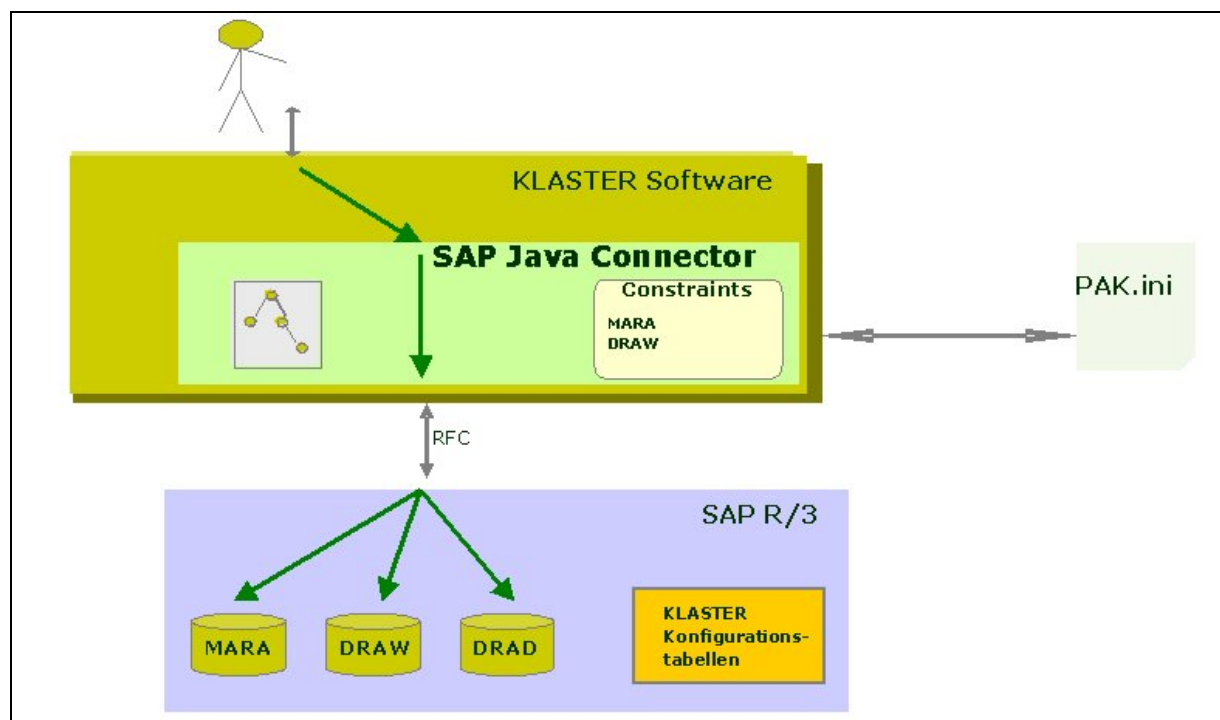 KLASTER Software
SAP Java Connector
Constraints
MARA
DRAW
PAK.ini
RFC
SAP R/3
MARA
DRAW
DRAD
KLASTER
Konfigurations-
tabellen